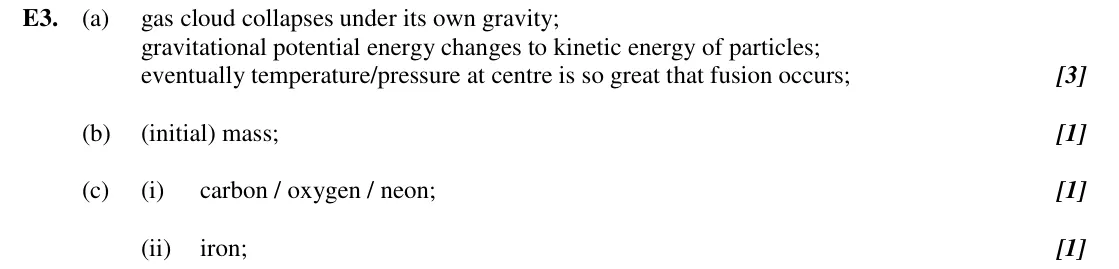 E3. (a) gas cloud collapses under its own gravity;
gravitational potential energy changes to kinetic energy of particles;
eventually temperature/pressure at centre is so great that fusion occurs; [3]
(b) (initial) mass; [1]
(c) (i) carbon / oxygen / neon; [1]
(ii) iron; [1]